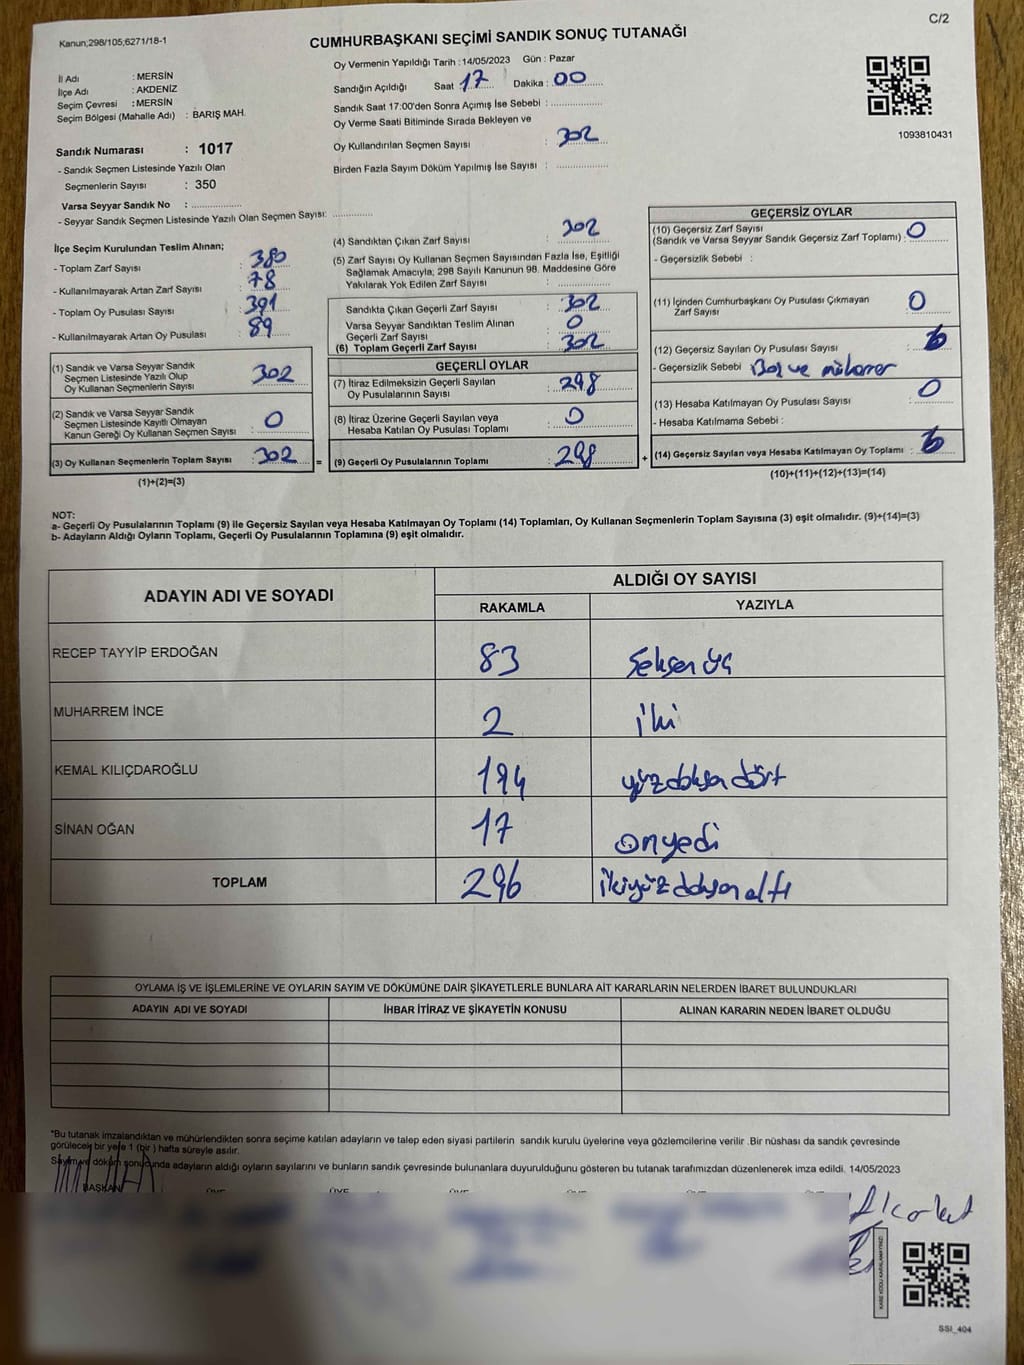 C/2
Kanun;298/105;6271/18-1
CUMHURBAŞKANI SEÇİMİ SANDIK SONUÇ TUTANAĞI
İl Adı : MERSİN
İlçe Adı : AKDENİZ
Seçim Çevresi : MERSİN
Seçim Bölgesi (Mahalle Adı) : BARIŞ MAH.
Sandık Numarası : 1017
- Sandık Seçmen Listesinde Yazılı Olan
Seçmenlerin Sayısı : 350
Varsa Seyyar Sandık No : ..................
- Seyyar Sandık Seçmen Listesinde Yazılı Olan Seçmen Sayısı: ..............
Oy Vermenin Yapıldığı Tarih : 14/05/2023 Gün : Pazar
Sandığın Açıldığı Saat 17 Dakika : 00
Sandık Saat 17:00'den Sonra Açımış İse Sebebi : ..................
Oy Verme Saati Bitiminde Sırada Bekleyen ve
Oy Kullandırılan Seçmen Sayısı : 302
Birden Fazla Sayım Döküm Yapılmış İse Sayısı : ..................
1093810431
İlçe Seçim Kurulundan Teslim Alınan;
- Toplam Zarf Sayısı : 380
- Kullanılmayarak Artan Zarf Sayısı : 78
- Toplam Oy Pusulası Sayısı : 391
- Kullanılmayarak Artan Oy Pusulası : 89
(1) Sandık ve Varsa Seyyar Sandık
Seçmen Listesinde Yazılı Olup
Oy Kullanan Seçmenlerin Sayısı : 302
(2) Sandık ve Varsa Seyyar Sandık
Seçmen Listesinde Kayıtlı Olmayan
Kanun Gereği Oy Kullanan Seçmen Sayısı : 0
(3) Oy Kullanan Seçmenlerin Toplam Sayısı : 302 =
(1)+(2)=(3)
(4) Sandıktan Çıkan Zarf Sayısı : 302
(5) Zarf Sayısı Oy Kullanan Seçmen Sayısından Fazla İse, Eşitliği
Sağlamak Amacıyla; 298 Sayılı Kanunun 98. Maddesine Göre
Yakılarak Yok Edilen Zarf Sayısı : ..............
Sandıkta Çıkan Geçerli Zarf Sayısı : 302
Varsa Seyyar Sandıktan Teslim Alınan
Geçerli Zarf Sayısı : 0
(6) Toplam Geçerli Zarf Sayısı : 302
GEÇERLİ OYLAR
(7) İtiraz Edilmeksizin Geçerli Sayılan
Oy Pusulalarının Sayısı : 298
(8) İtiraz Üzerine Geçerli Sayılan veya
Hesaba Katılan Oy Pusulası Toplamı : 0
(9) Geçerli Oy Pusulalarının Toplamı : 298 +
GEÇERSİZ OYLAR
(10) Geçersiz Zarf Sayısı
(Sandık ve Varsa Seyyar Sandık Geçersiz Zarf Toplamı) : 0
- Geçersizlik Sebebi :
(11) İçinden Cumhurbaşkanı Oy Pusulası Çıkmayan
Zarf Sayısı : 0
(12) Geçersiz Sayılan Oy Pusulası Sayısı : 6
- Geçersizlik Sebebi
(13) Hesaba Katılmayan Oy Pusulası Sayısı : 0
- Hesaba Katılmama Sebebi :
(14) Geçersiz Sayılan veya Hesaba Katılmayan Oy Toplamı : 6
(10)+(11)+(12)+(13)=(14)
NOT:
a- Geçerli Oy Pusulalarının Toplamı (9) ile Geçersiz Sayılan veya Hesaba Katılmayan Oy Toplamı (14) Toplamları, Oy Kullanan Seçmenlerin Toplam Sayısına (3) eşit olmalıdır. (9)+(14)=(3)
b- Adayların Aldığı Oyların Toplamı, Geçerli Oy Pusulalarının Toplamına (9) eşit olmalıdır.
ADAYIN ADI VE SOYADI
ALDIĞI OY SAYISI
RAKAMLA YAZIYLA
RECEP TAYYİP ERDOĞAN 83 Seksen üç
MUHARREM İNCE 2 iki
KEMAL KILIÇDAROĞLU 194 yüzdoksan dört
SİNAN OĞAN 17 onyedi
TOPLAM 296 ikiyüz doksan altı
OYLAMA İŞ VE İŞLEMLERİNE VE OYLARIN SAYIM VE DÖKÜMÜNE DAİR ŞİKAYETLERLE BUNLARA AİT KARARLARIN NELERDEN İBARET BULUNDUKLARI
ADAYIN ADI VE SOYADI İHBAR İTİRAZ VE ŞİKAYETİN KONUSU ALINAN KARARIN NEDEN İBARET OLDUĞU
*Bu tutanak imzalandıktan ve mühürlendikten sonra seçime katılan adayların ve talep eden siyasi partilerin sandık kurulu üyelerine veya gözlemcilerine verilir .Bir nüshası da sandık çevresinde
görülecek bir yere 1 (bir ) hafta süreyle asılır.
Sayım ve döküm sonucunda adayların aldığı oyların sayılarını ve bunların sandık çevresinde bulunanlara duyurulduğunu gösteren bu tutanak tarafımızdan düzenlenerek imza edildi. 14/05/2023
BAŞKAN
KARE KODU KARALAMAYINIZ!
SSI_404